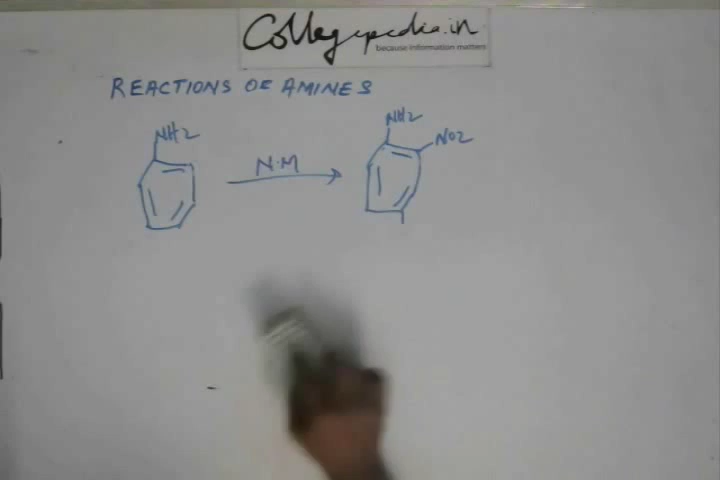 Collegepedia.in
because information matters
REACTIONS OF AMINES
NH2
NH2
NO2
N·M